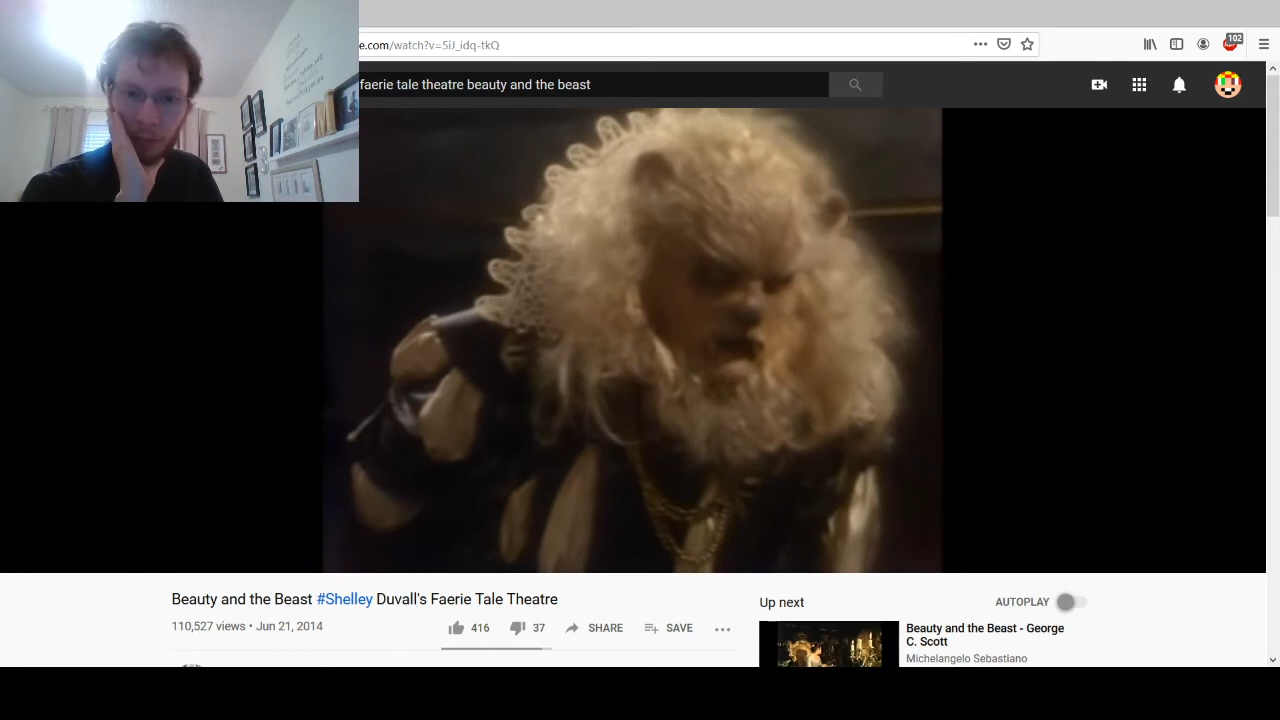 e.com/watch?v=5iJ_idq-tkQ
102
faerie tale theatre beauty and the beast
Beauty and the Beast #Shelley Duvall's Faerie Tale Theatre
110,527 views • Jun 21, 2014
416
37
SHARE
SAVE
Up next
AUTOPLAY
Beauty and the Beast - George
C. Scott
Michelangelo Sebastiano